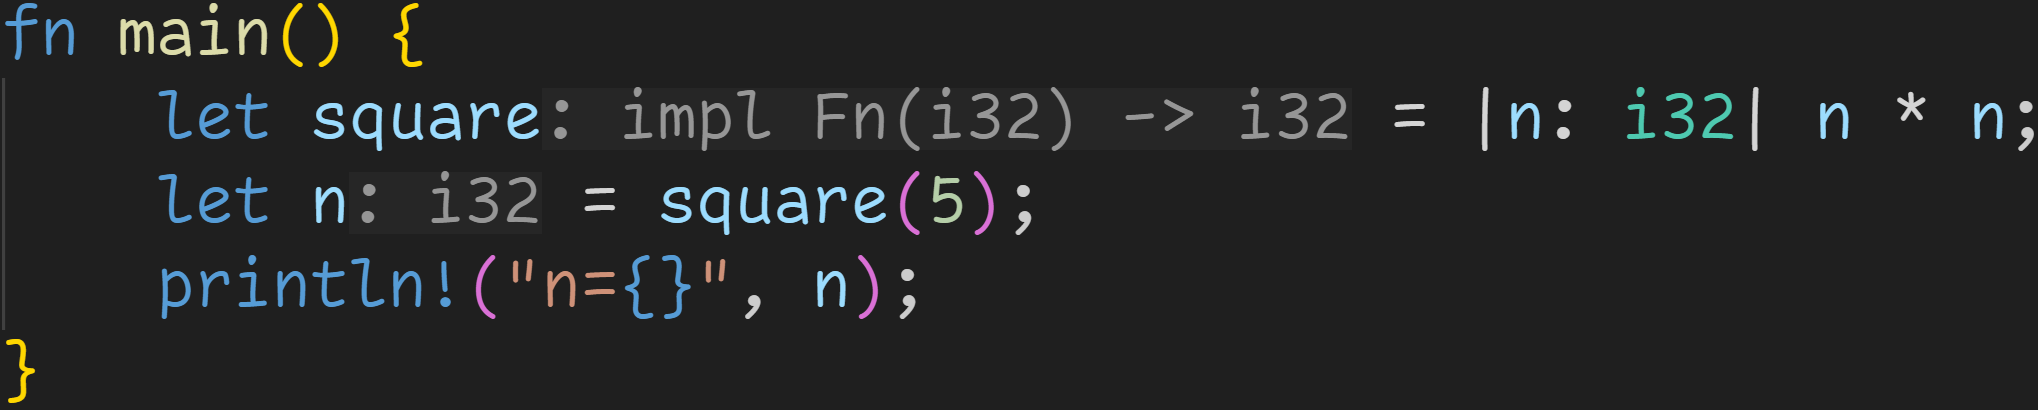 fn main() {
    let square: impl Fn(i32) -> i32 = |n: i32| n * n;
    let n: i32 = square(5);
    println!("n={}", n);
}